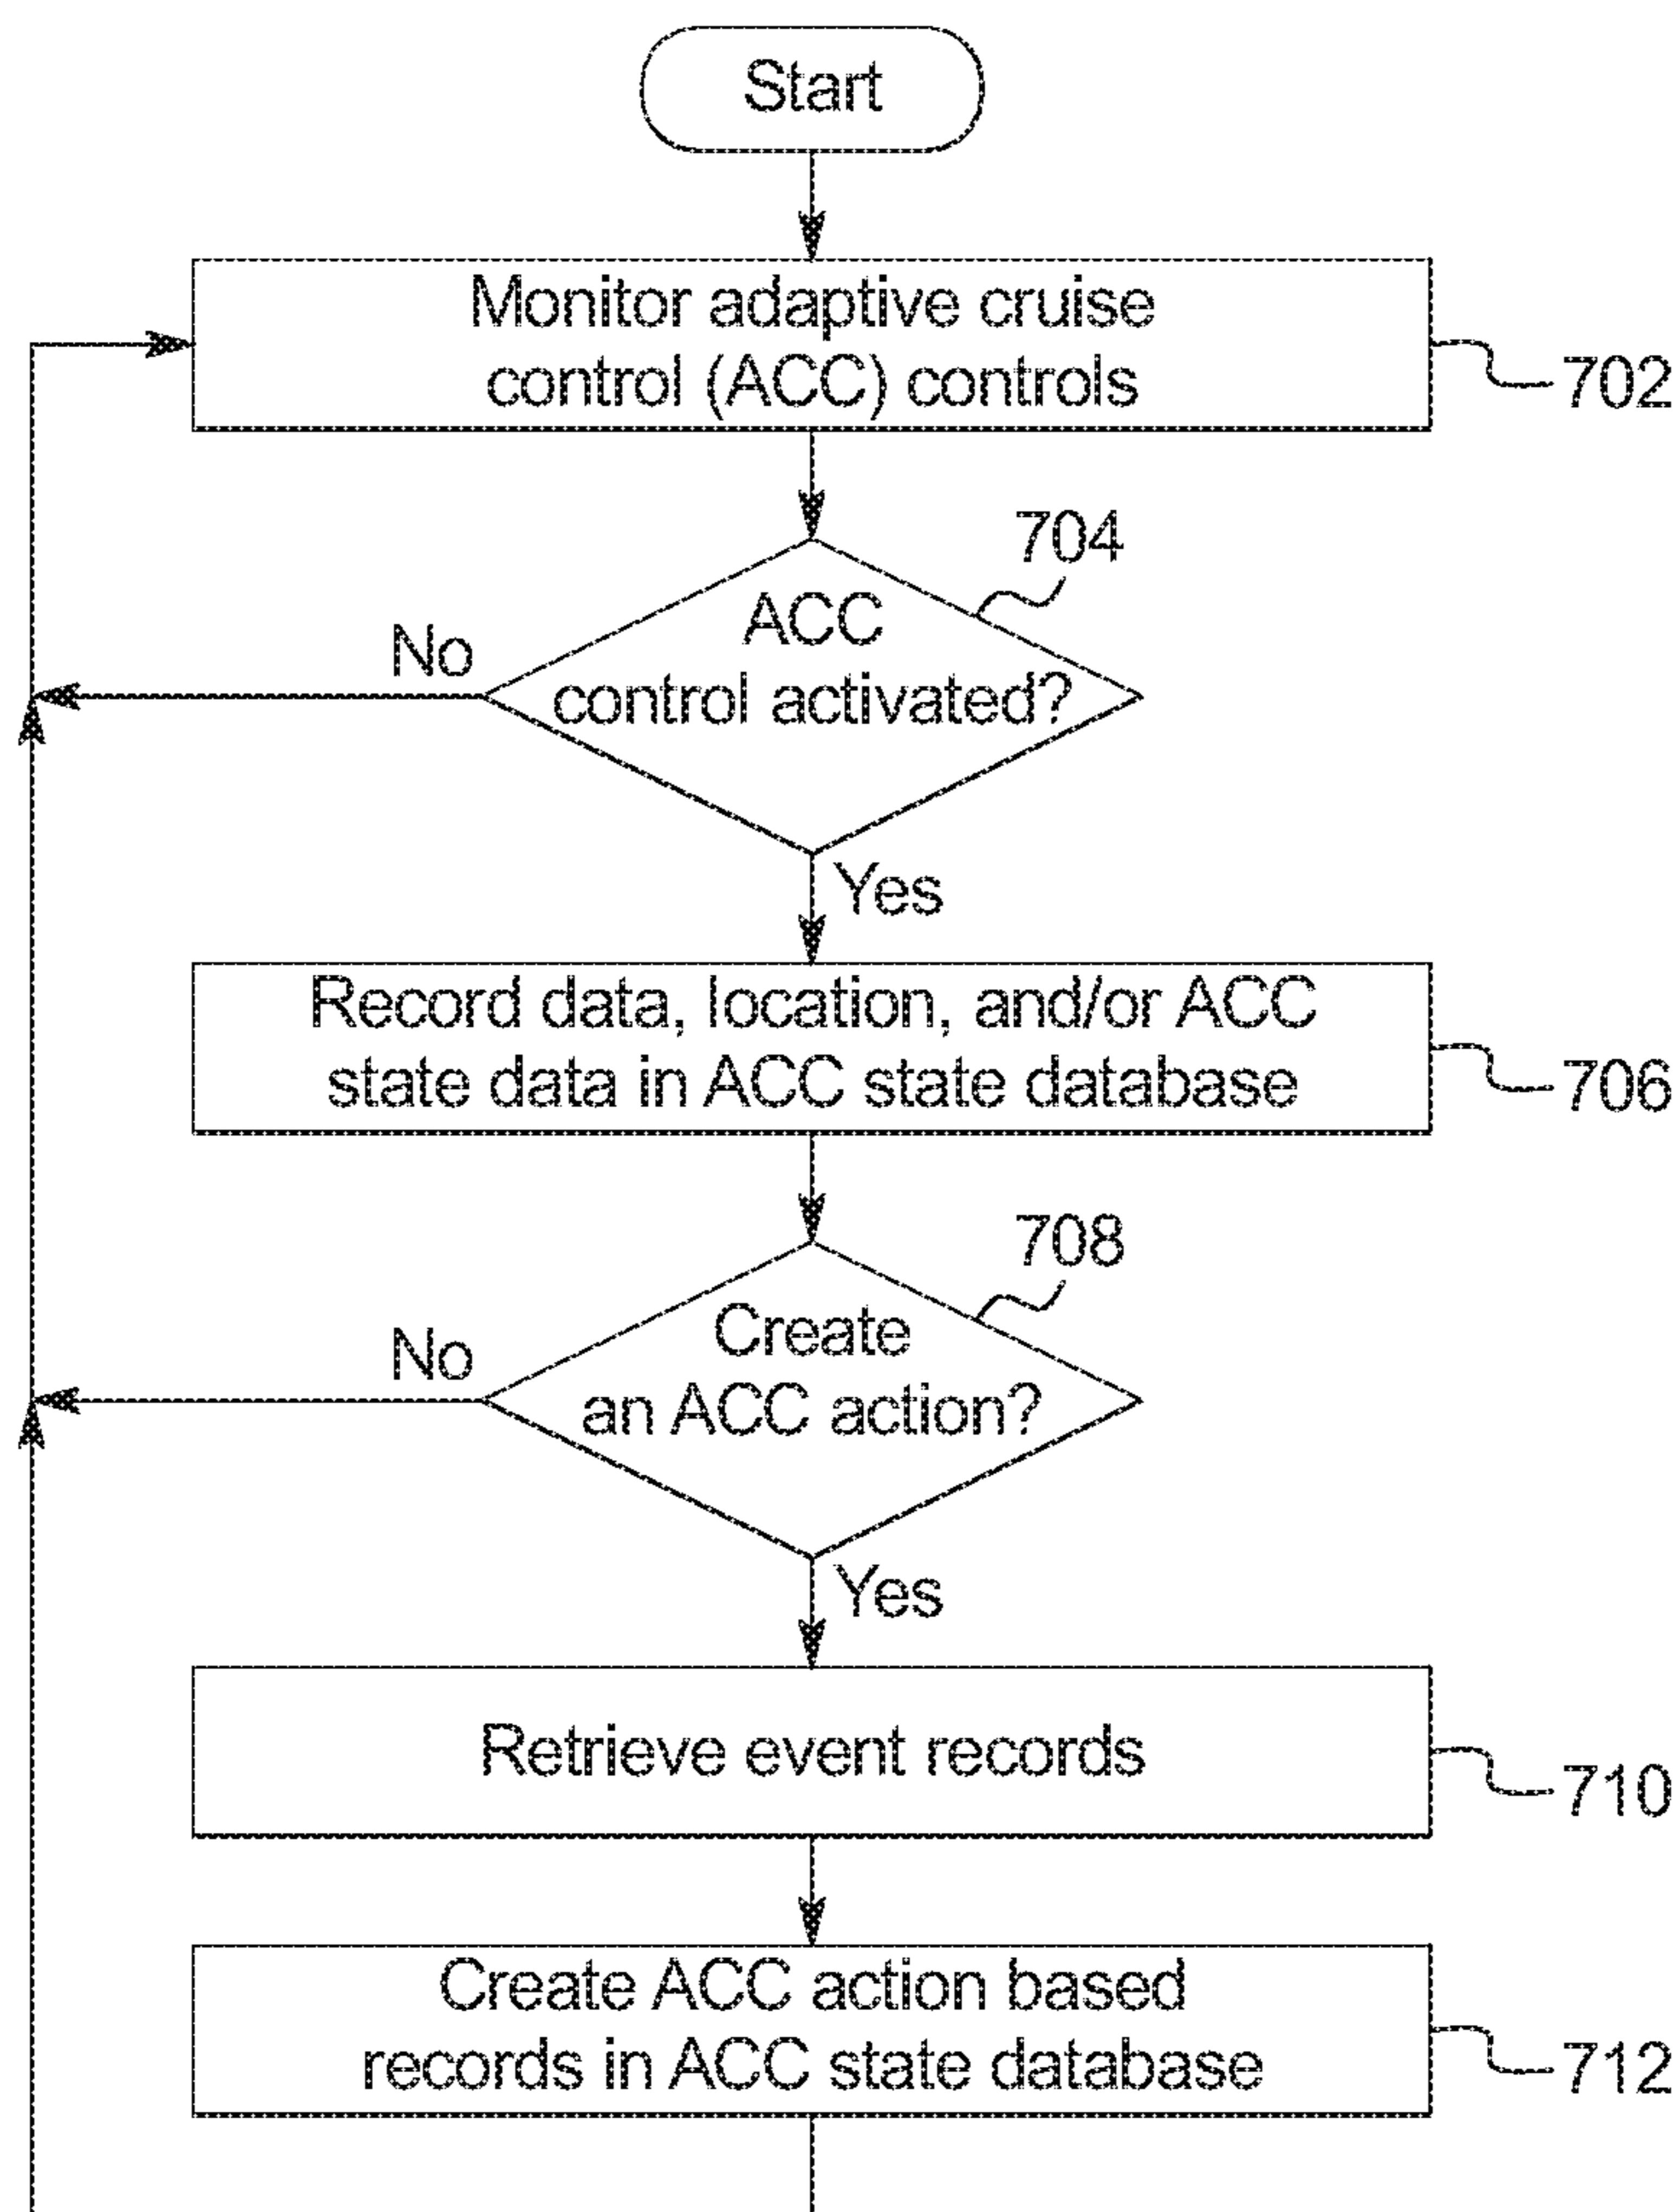 Start
Monitor adaptive cruise
control (ACC) controls
702
704
ACC
control activated?
No
Yes
Record data, location, and/or ACC
state data in ACC state database
706
708
Create
an ACC action?
No
Yes
Retrieve event records
710
Create ACC action based
records in ACC state database
712